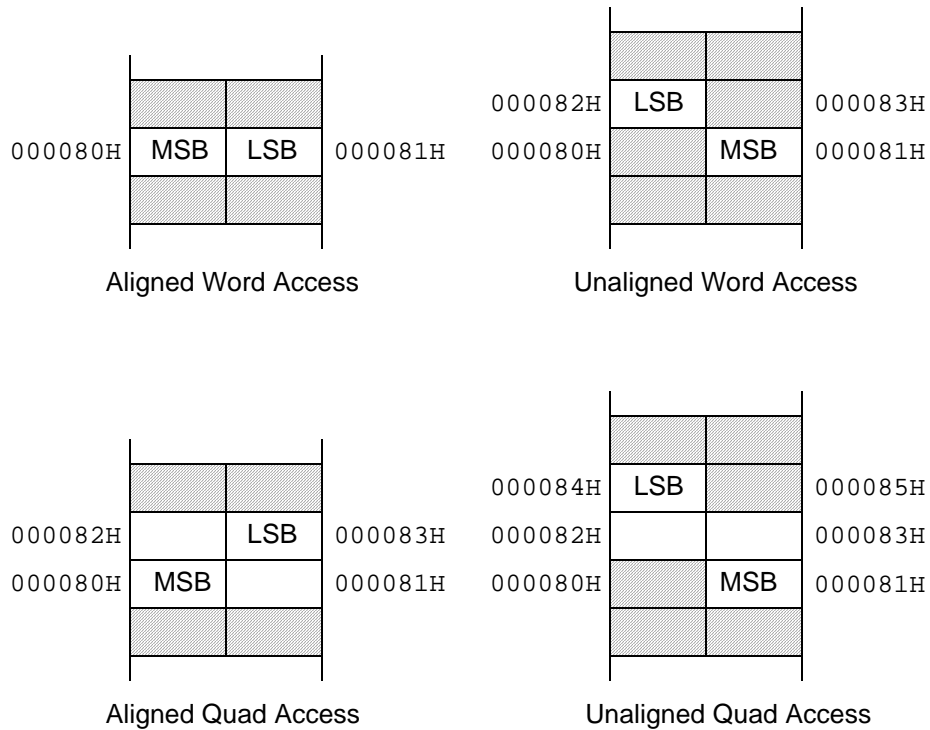 000080H MSB LSB 000081H
Aligned Word Access
000082H LSB 000083H
000080H MSB 000081H
Unaligned Word Access
000082H LSB 000083H
000080H MSB 000081H
Aligned Quad Access
000084H LSB 000085H
000082H 000083H
000080H MSB 000081H
Unaligned Quad Access